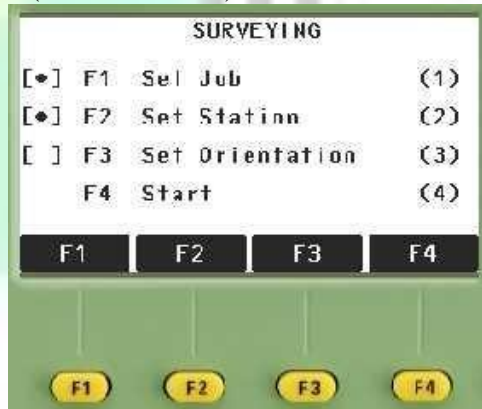 SURVEYING
[•] F1 Set Job (1)
[•] F2 Set Station (2)
[ ] F3 Set Orientation (3)
F4 Start (4)
F1 F2 F3 F4
F1 F2 F3 F4